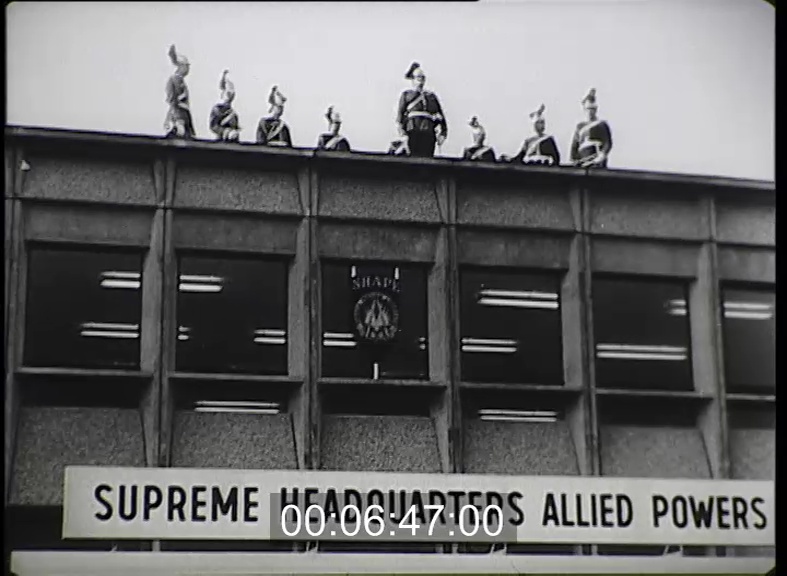 SHAPE
SUPREME HEADQUARTERS ALLIED POWERS
00:06:47:00